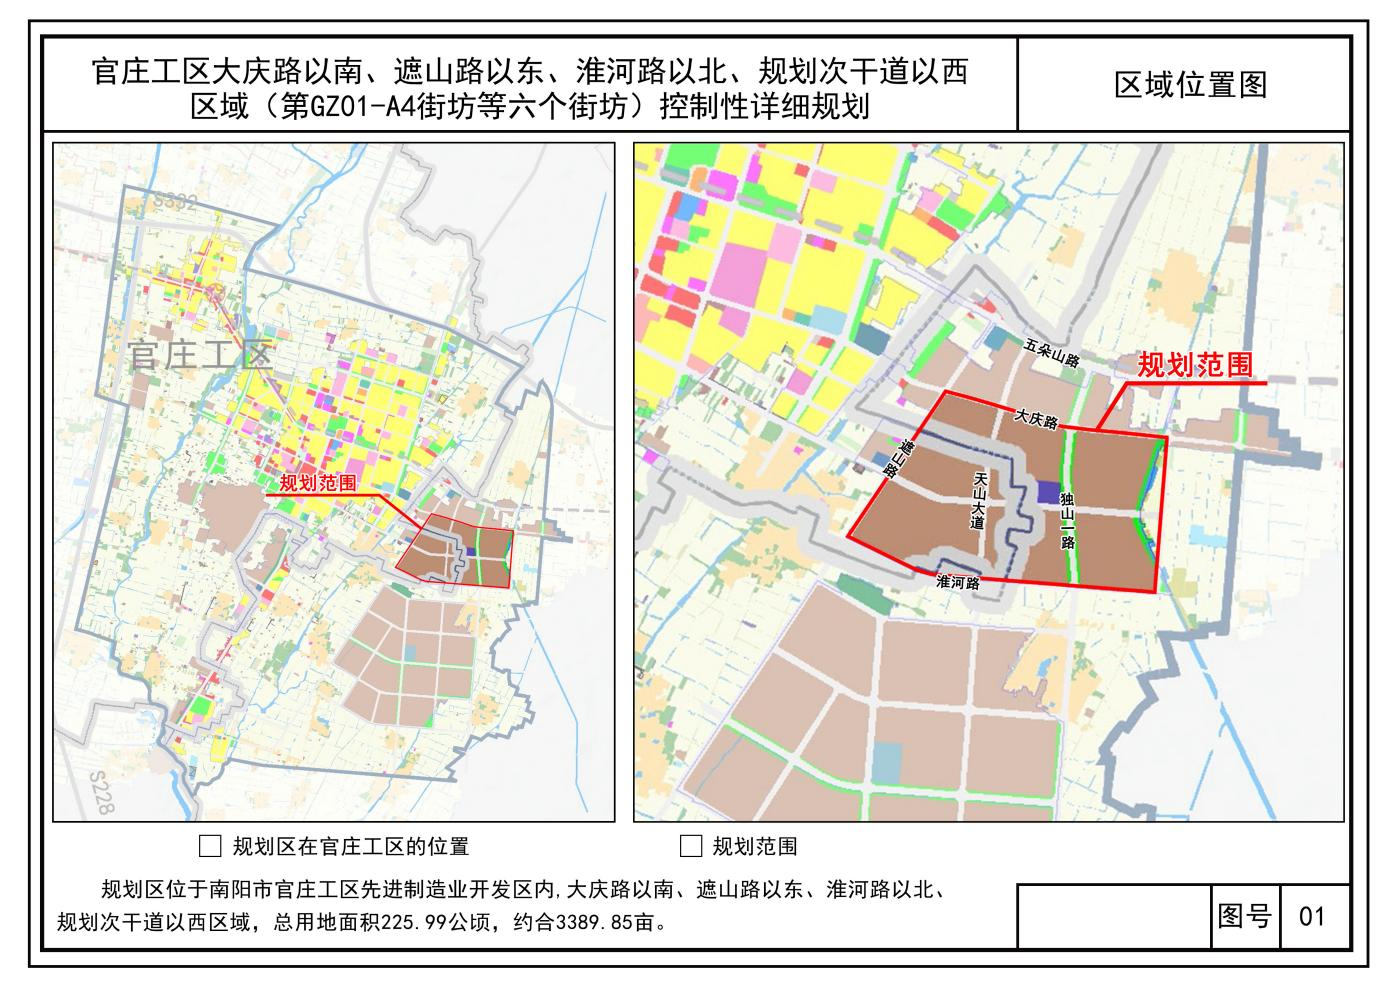 官庄工区大庆路以南、遮山路以东、淮河路以北、规划次干道以西
区域（第GZ01-A4街坊等六个街坊）控制性详细规划
区域位置图
S332
官庄工区
规划范围
S228
五朵山路
规划范围
大庆路
遮山路
天山大道
独山一路
淮河路
规划区在官庄工区的位置
规划范围
规划区位于南阳市官庄工区先进制造业开发区内,大庆路以南、遮山路以东、淮河路以北、
规划次干道以西区域，总用地面积225.99公顷，约合3389.85亩。
图号
01